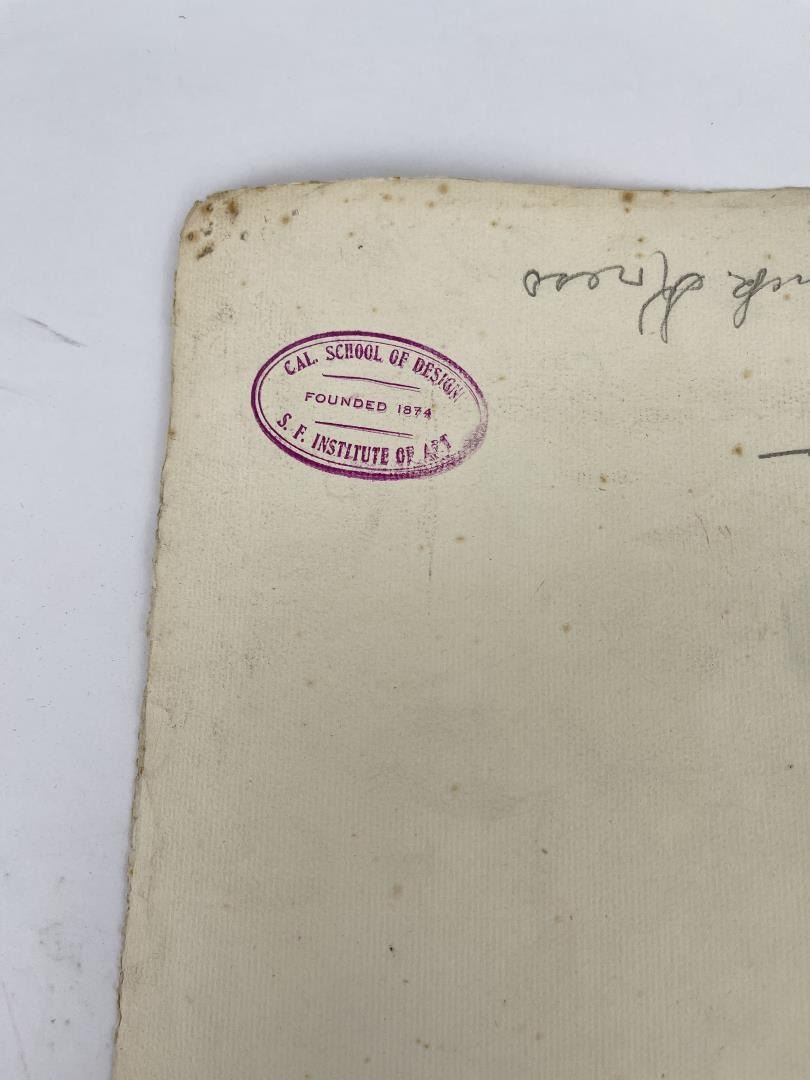 CAL. SCHOOL OF DESIGN
FOUNDED 1874
S. F. INSTITUTE OF ART